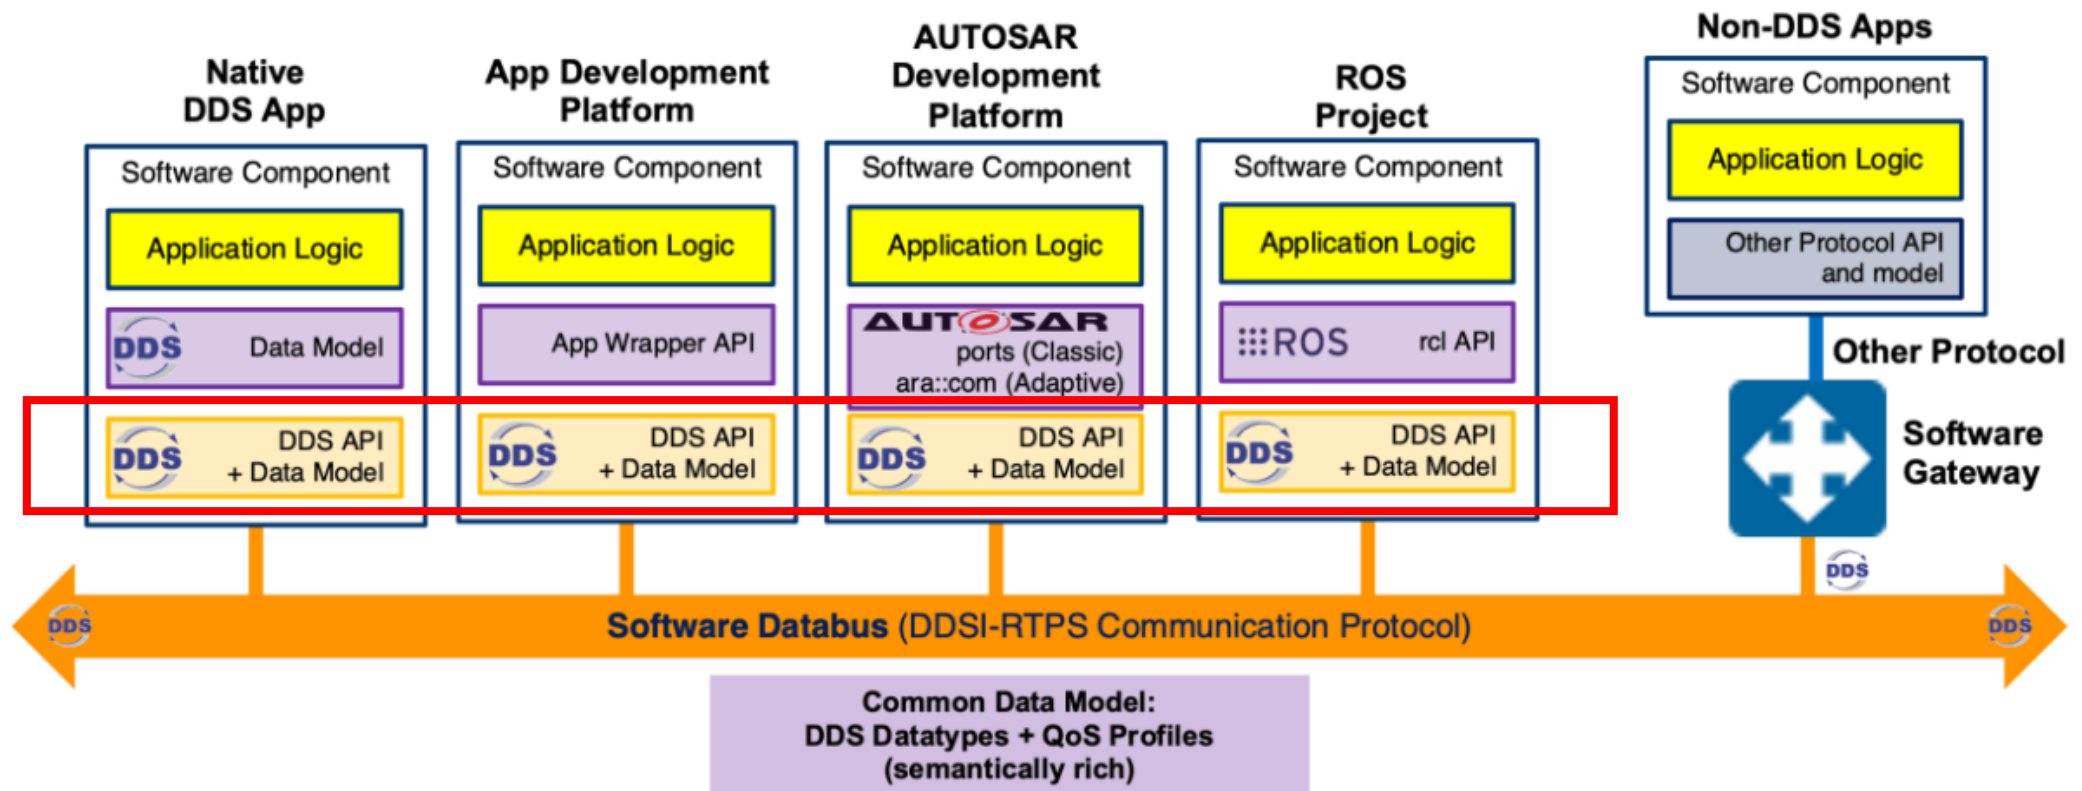 Native
DDS App
Software Component
Application Logic
DDS
Data Model
DDS
DDS API
+ Data Model
App Development
Platform
Software Component
Application Logic
App Wrapper API
DDS
DDS API
+ Data Model
AUTOSAR
Development
Platform
Software Component
Application Logic
AUTOSAR
ports (Classic)
ara::com (Adaptive)
DDS
DDS API
+ Data Model
ROS
Project
Software Component
Application Logic
ROS
rcl API
DDS
DDS API
+ Data Model
Non-DDS Apps
Software Component
Application Logic
Other Protocol API
and model
Other Protocol
Software
Gateway
DDS
DDS
Software Databus (DDSI-RTPS Communication Protocol)
DDS
Common Data Model:
DDS Datatypes + QoS Profiles
(semantically rich)